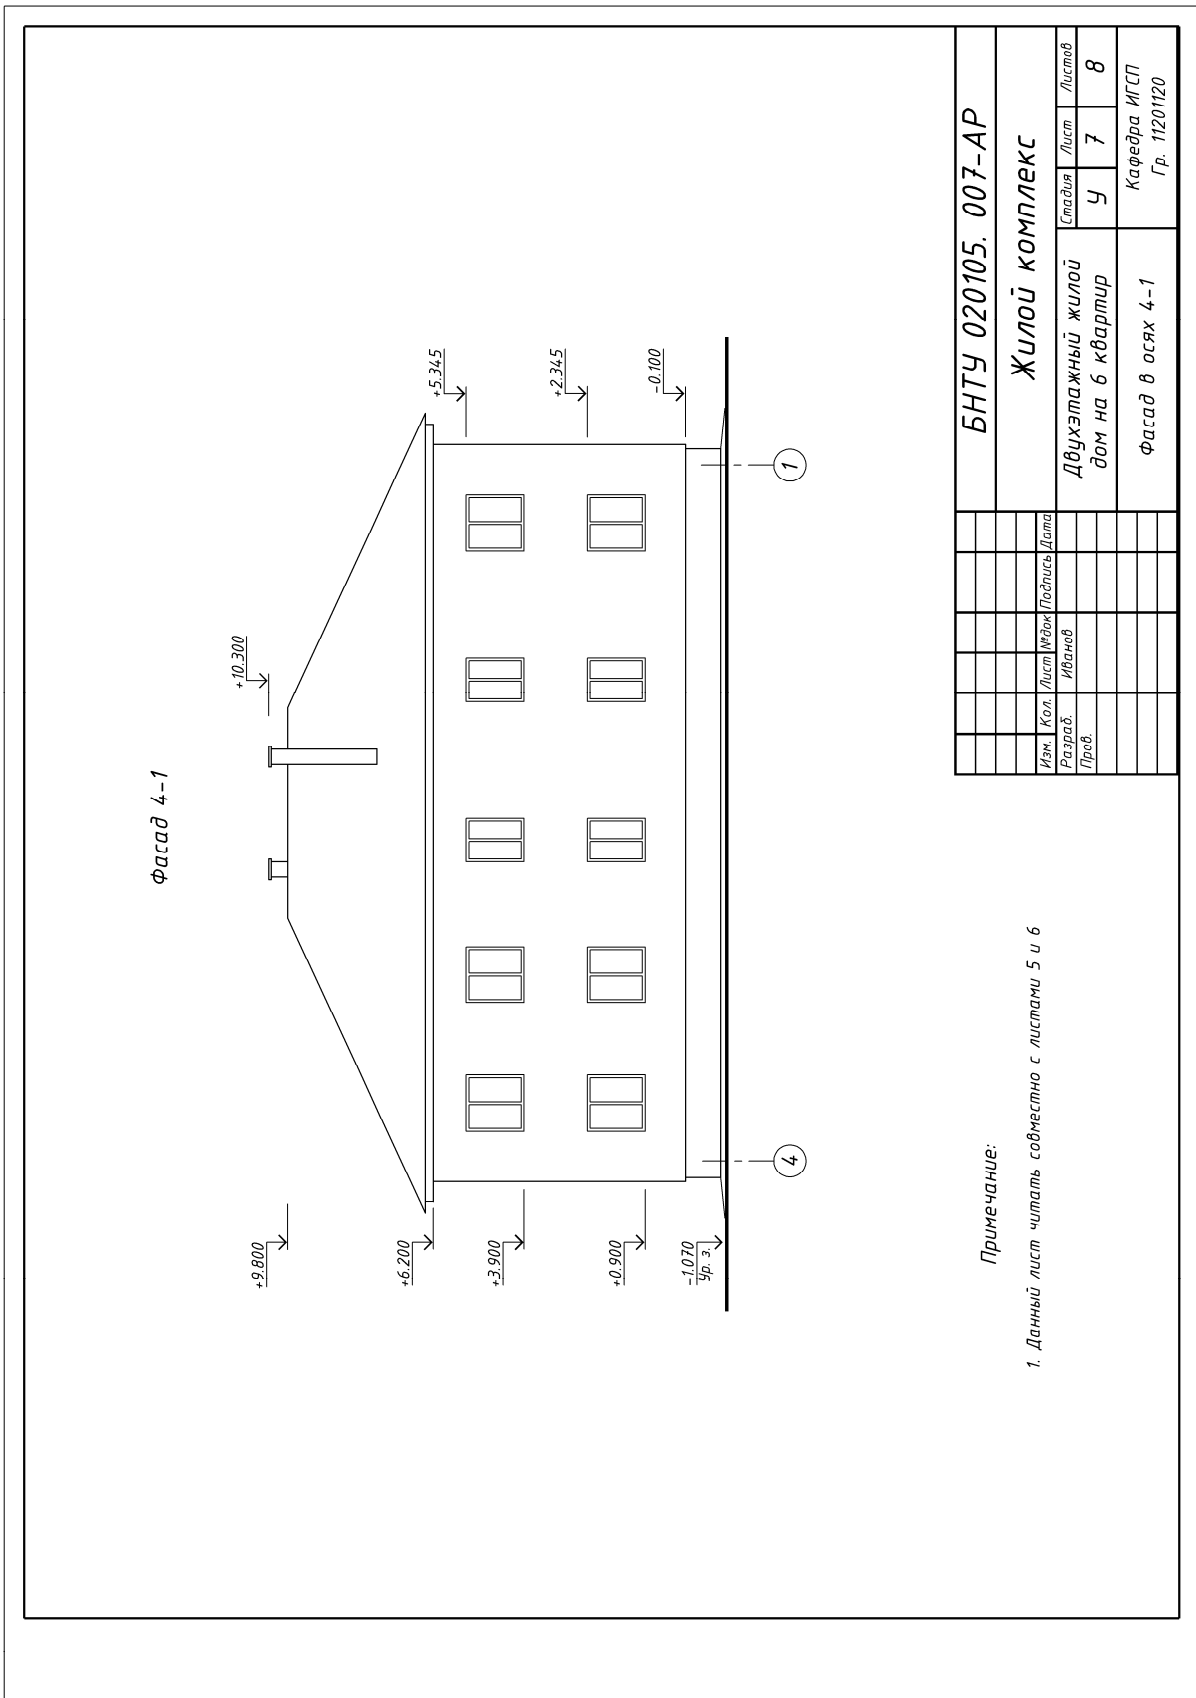 Фасад 4-1
+10.300
+9.800
+6.200
+5.345
+3.900
+2.345
+0.900
-0.100
-1.070
Ур. з.
4
1
Примечание:
1. Данный лист читать совместно с листами 5 и 6
БНТУ 020105. 007-АР
Жилой комплекс
Изм. Кол. Лист №док Подпись Дата
Разраб. Иванов
Пров.
Двухэтажный жилой
дом на 6 квартир
Стадия Лист Листов
У 7 8
Фасад в осях 4-1
Кафедра ИГСП
Гр. 11201120